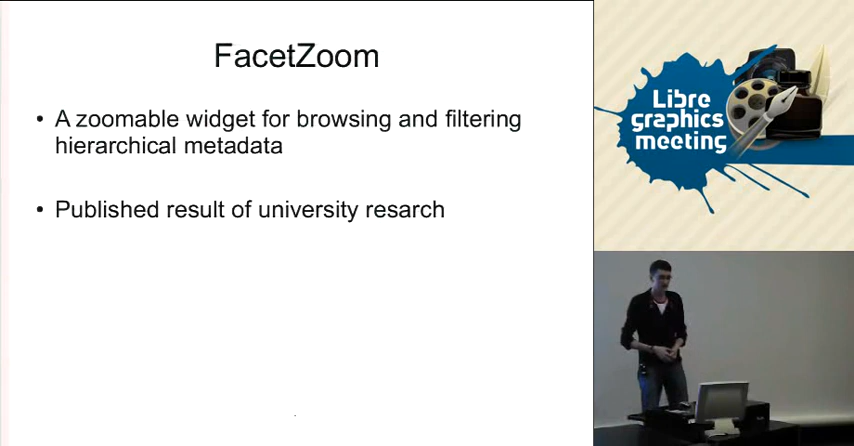 FacetZoom
• A zoomable widget for browsing and filtering
hierarchical metadata
• Published result of university resarch
Libre
graphics
meeting